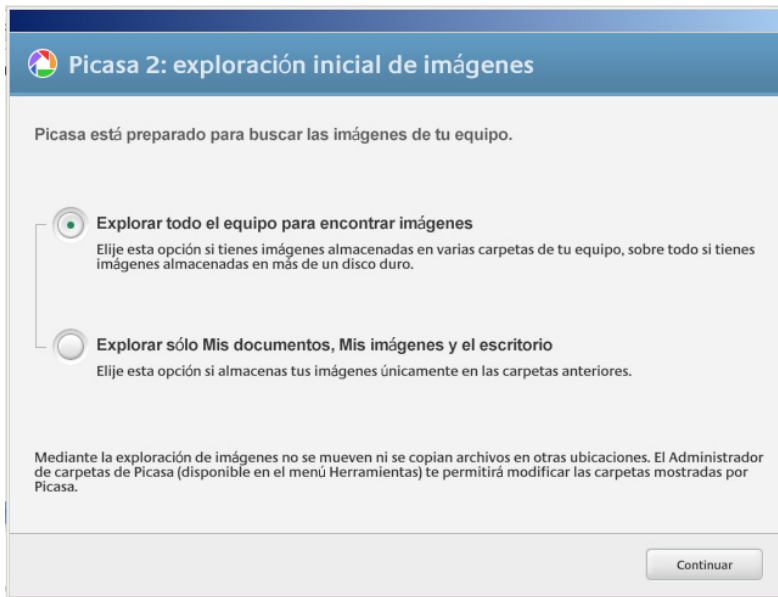 Picasa 2: exploración inicial de imágenes
Picasa está preparado para buscar las imágenes de tu equipo.
Explorar todo el equipo para encontrar imágenes
Elije esta opción si tienes imágenes almacenadas en varias carpetas de tu equipo, sobre todo si tienes
imágenes almacenadas en más de un disco duro.
Explorar sólo Mis documentos, Mis imágenes y el escritorio
Elije esta opción si almacenas tus imágenes únicamente en las carpetas anteriores.
Mediante la exploración de imágenes no se mueven ni se copian archivos en otras ubicaciones. El Administrador
de carpetas de Picasa (disponible en el menú Herramientas) te permitirá modificar las carpetas mostradas por
Picasa.
Continuar